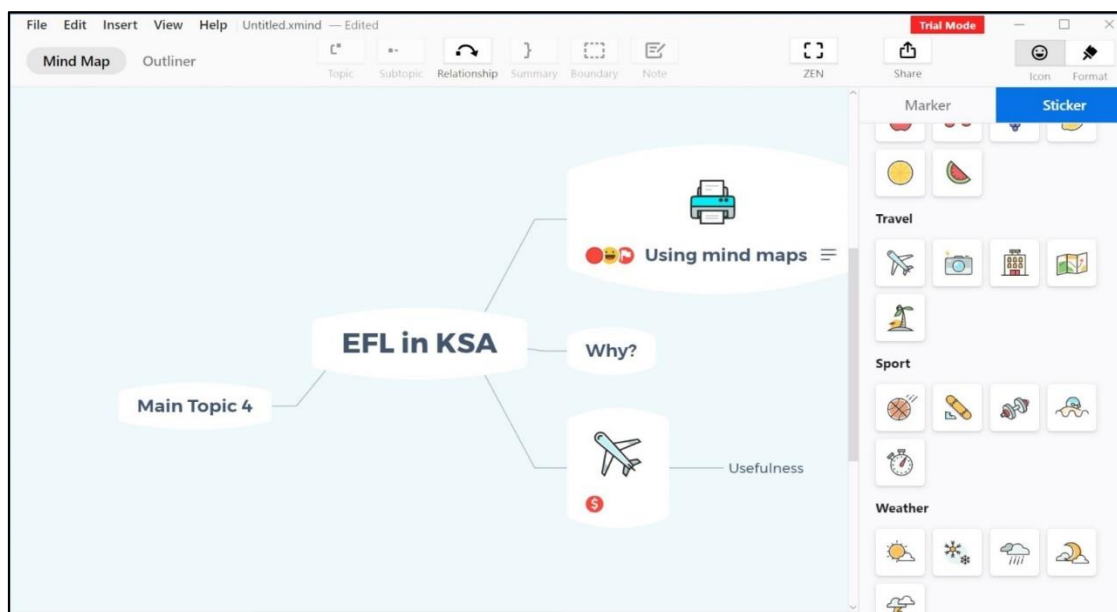 File Edit Insert View Help Untitled.xmind — Edited Trial Mode
Mind Map Outliner
Topic Subtopic Relationship Summary Boundary Note ZEN Share Icon Format
Marker Sticker
Travel
Using mind maps
EFL in KSA
Why?
Main Topic 4
Usefulness
$
Sport
Weather